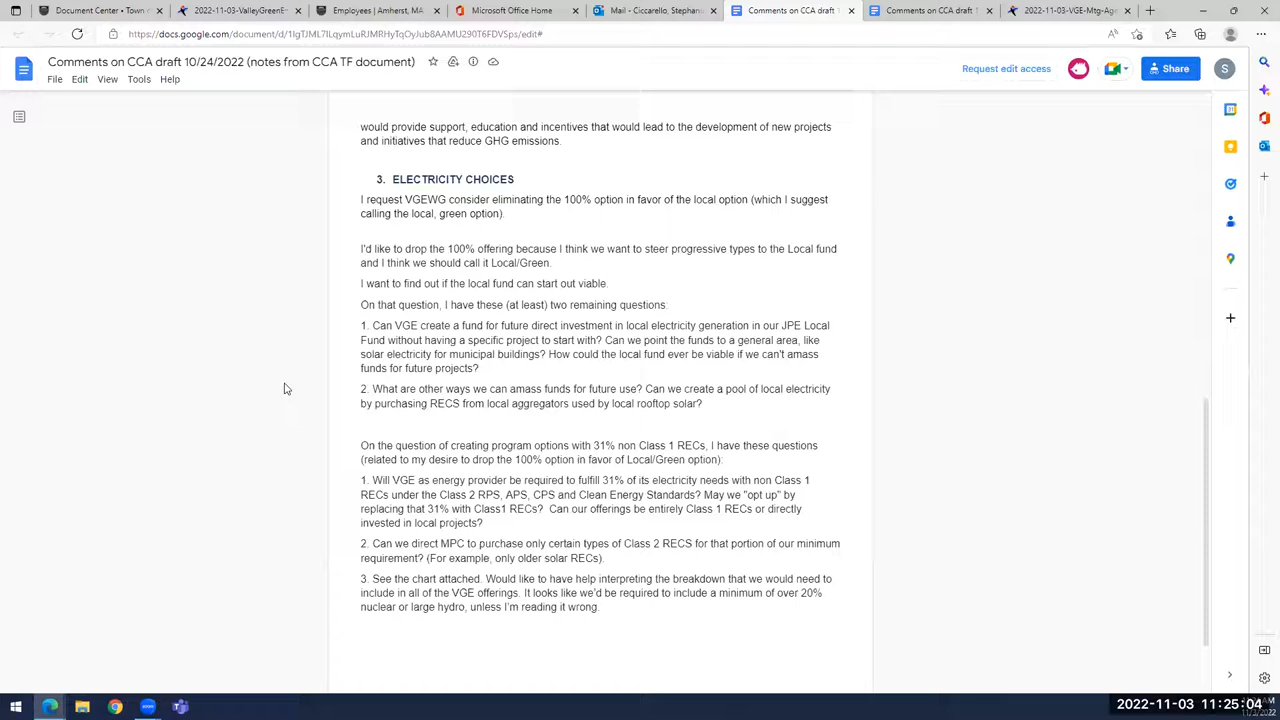 Document Center • Town
2022-11-03-ValleyGreenE
Employees | Amherst, MA
Microsoft Office Home
Mail - Ciccarello, Stephani
Comments on CCA draft 1
Comments on CCA draft 1
2022-11-03-VGE-Mtg-Age
Comments on CCA draft 10/24/2022 (notes from CCA TF document)
File Edit View Tools Help
Request edit access
Share
S
would provide support, education and incentives that would lead to the development of new projects
and initiatives that reduce GHG emissions.
3. ELECTRICITY CHOICES
I request VGEWG consider eliminating the 100% option in favor of the local option (which I suggest
calling the local, green option).
I'd like to drop the 100% offering because I think we want to steer progressive types to the Local fund
and I think we should call it Local/Green.
I want to find out if the local fund can start out viable.
On that question, I have these (at least) two remaining questions:
1. Can VGE create a fund for future direct investment in local electricity generation in our JPE Local
Fund without having a specific project to start with? Can we point the funds to a general area, like
solar electricity for municipal buildings? How could the local fund ever be viable if we can't amass
funds for future projects?
2. What are other ways we can amass funds for future use? Can we create a pool of local electricity
by purchasing RECS from local aggregators used by local rooftop solar?
On the question of creating program options with 31% non Class 1 RECs, I have these questions
(related to my desire to drop the 100% option in favor of Local/Green option):
1. Will VGE as energy provider be required to fulfill 31% of its electricity needs with non Class 1
RECs under the Class 2 RPS, APS, CPS and Clean Energy Standards? May we "opt up" by
replacing that 31% with Class1 RECs? Can our offerings be entirely Class 1 RECs or directly
invested in local projects?
2. Can we direct MPC to purchase only certain types of Class 2 RECS for that portion of our minimum
requirement? (For example, only older solar RECs).
3. See the chart attached. Would like to have help interpreting the breakdown that we would need to
include in all of the VGE offerings. It looks like we'd be required to include a minimum of over 20%
nuclear or large hydro, unless I'm reading it wrong.
2022-11-03 11:25:04